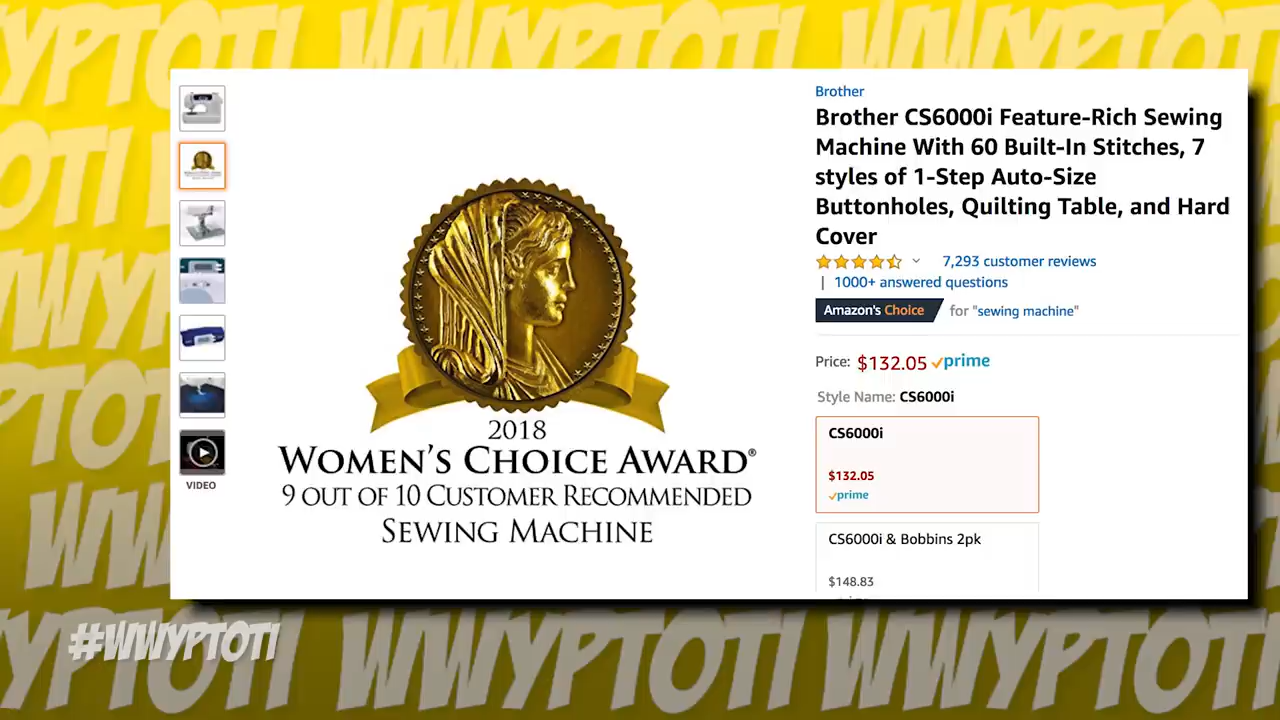 Brother
Brother CS6000i Feature-Rich Sewing
Machine With 60 Built-In Stitches, 7
styles of 1-Step Auto-Size
Buttonholes, Quilting Table, and Hard
Cover
7,293 customer reviews
| 1000+ answered questions
Amazon's Choice for "sewing machine"
Price: $132.05 prime
Style Name: CS6000i
CS6000i
$132.05
prime
CS6000i & Bobbins 2pk
$148.83
VIDEO
2018
WOMEN'S CHOICE AWARD®
9 OUT OF 10 CUSTOMER RECOMMENDED
SEWING MACHINE
#WWYPTOTI